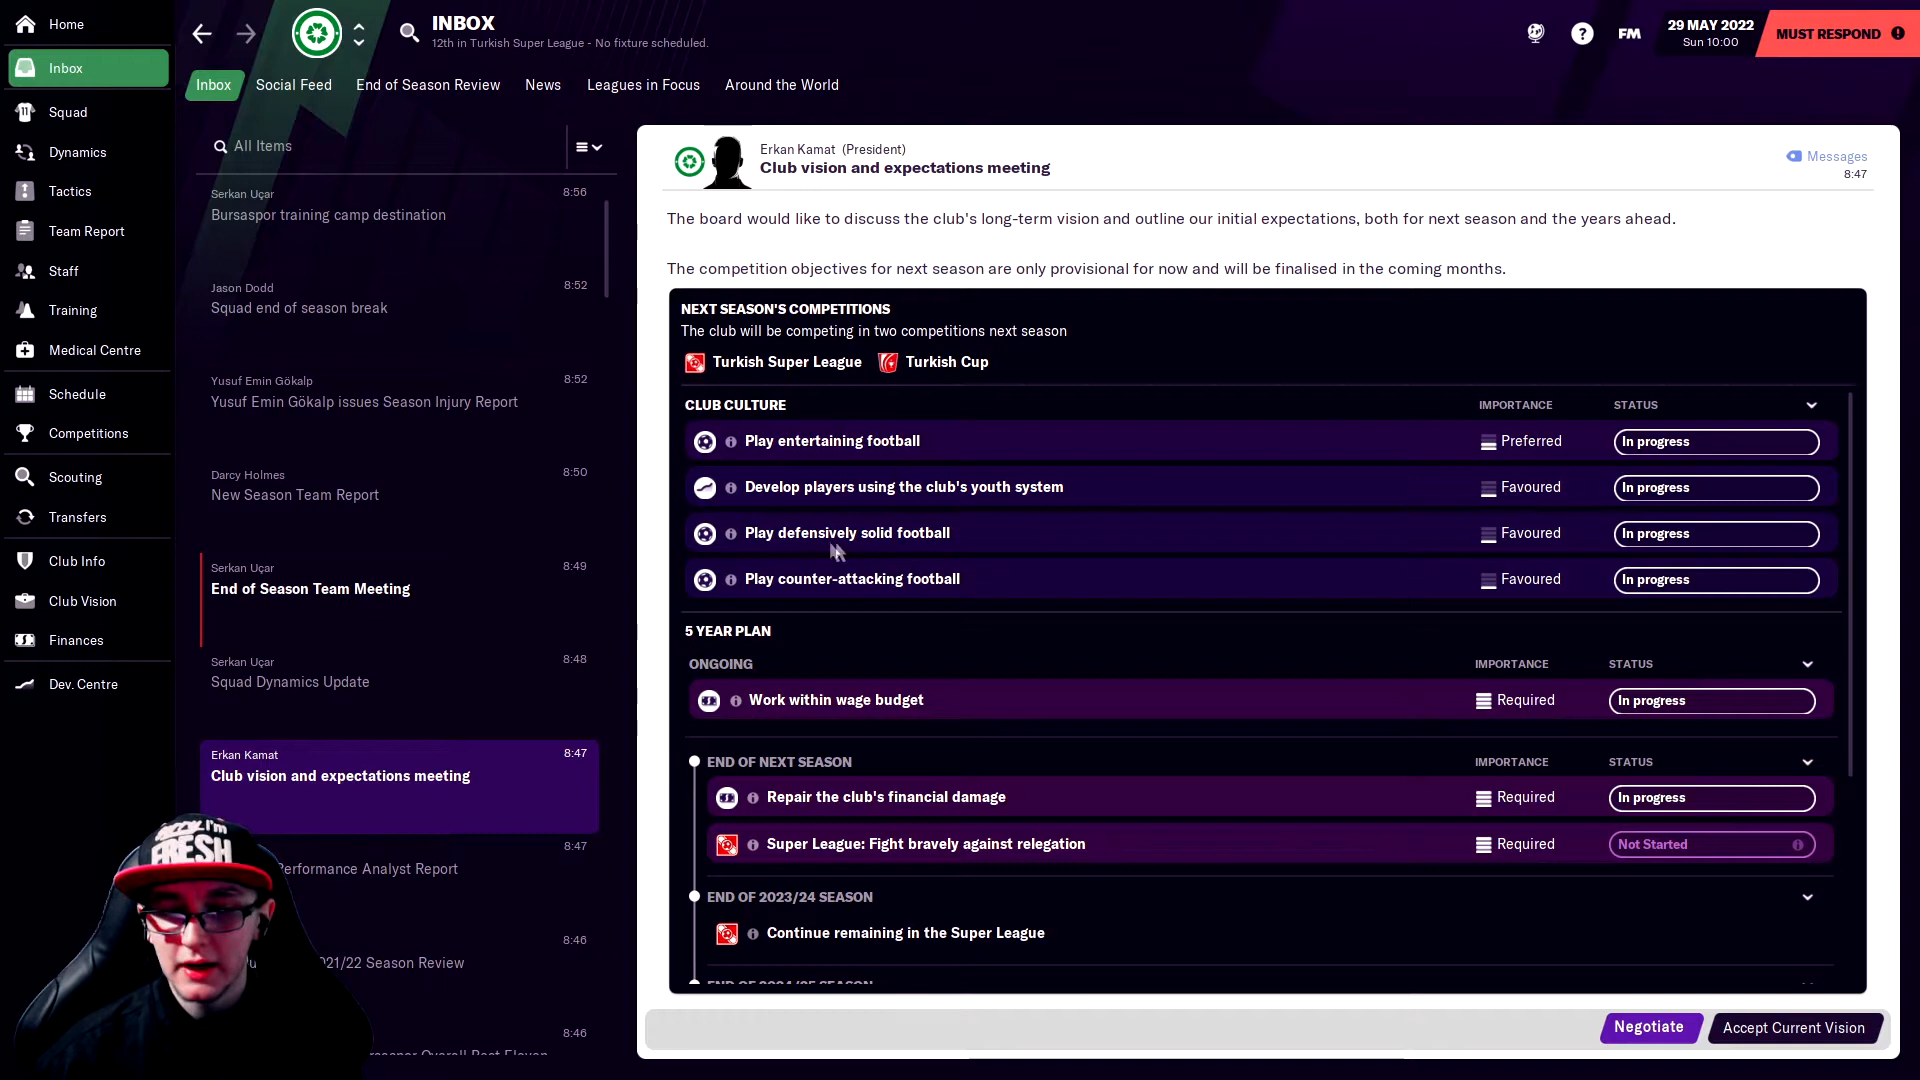 Home
Inbox
Squad
Dynamics
Tactics
Team Report
Staff
Training
Medical Centre
Schedule
Competitions
Scouting
Transfers
Club Info
Club Vision
Finances
Dev. Centre
INBOX
12th in Turkish Super League - No fixture scheduled.
?
FM
29 MAY 2022
Sun 10:00
MUST RESPOND
Inbox
Social Feed
End of Season Review
News
Leagues in Focus
Around the World
All Items
Serkan Uçar 8:56
Bursaspor training camp destination
Jason Dodd 8:52
Squad end of season break
Yusuf Emin Gökalp 8:52
Yusuf Emin Gökalp issues Season Injury Report
Darcy Holmes 8:50
New Season Team Report
Serkan Uçar 8:49
End of Season Team Meeting
Serkan Uçar 8:48
Squad Dynamics Update
Erkan Kamat 8:47
Club vision and expectations meeting
8:47
Performance Analyst Report
8:46
Season Review
8:46
I'm
FRESH
Erkan Kamat (President)
Club vision and expectations meeting
Messages
8:47
The board would like to discuss the club's long-term vision and outline our initial expectations, both for next season and the years ahead.
The competition objectives for next season are only provisional for now and will be finalised in the coming months.
NEXT SEASON'S COMPETITIONS
The club will be competing in two competitions next season
Turkish Super League Turkish Cup
CLUB CULTURE IMPORTANCE STATUS
Play entertaining football Preferred In progress
Develop players using the club's youth system Favoured In progress
Play defensively solid football Favoured In progress
Play counter-attacking football Favoured In progress
5 YEAR PLAN
ONGOING IMPORTANCE STATUS
Work within wage budget Required In progress
END OF NEXT SEASON IMPORTANCE STATUS
Repair the club's financial damage Required In progress
Super League: Fight bravely against relegation Required Not Started
END OF 2023/24 SEASON
Continue remaining in the Super League
END OF 2024/25 SEASON
Negotiate
Accept Current Vision